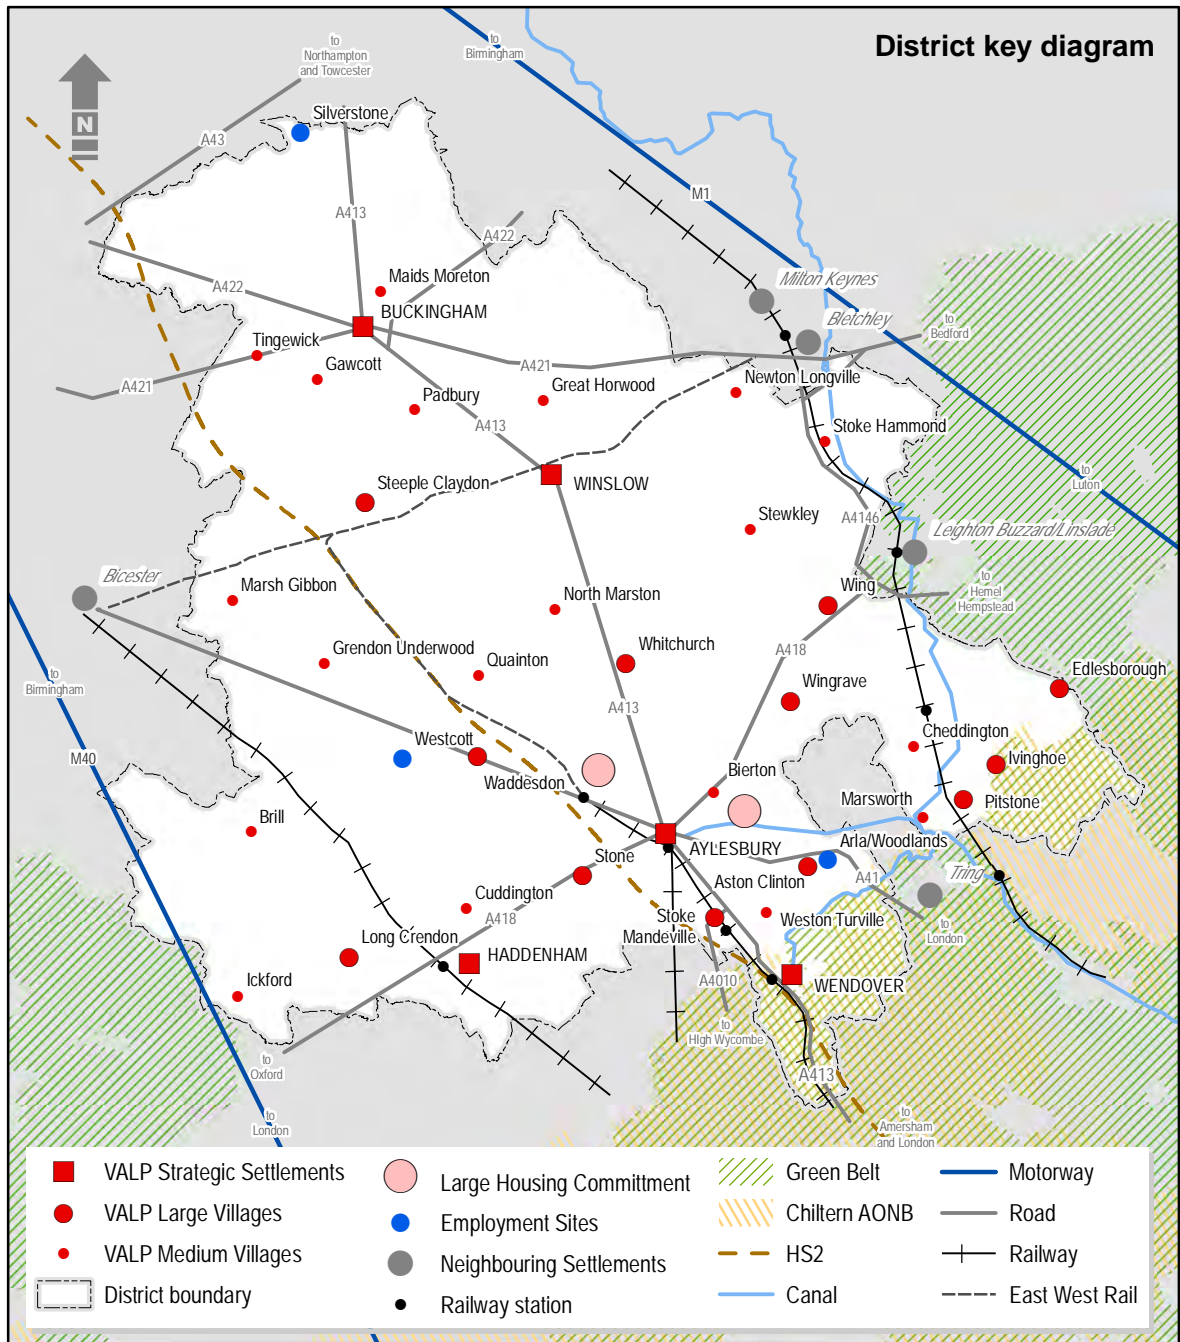 District key diagram
to
Birmingham
to
Northampton
and Towcester
N
Silverstone
A43
M1
A413
A422
A422
Maids Moreton
BUCKINGHAM
Milton Keynes
Bletchley
to
Bedford
Tingewick
A421
Gawcott
A421
Padbury
Great Horwood
Newton Longville
A413
Stoke Hammond
to
Luton
Steeple Claydon
WINSLOW
A4146
Stewkley
Leighton Buzzard/Linslade
Bicester
Marsh Gibbon
North Marston
Wing
to
Hemel
Hempstead
Grendon Underwood
Quainton
Whitchurch
A418
to
Birmingham
Wingrave
Edlesborough
A413
M40
Westcott
Waddesdon
Cheddington
Ivinghoe
Bierton
Marsworth
Pitstone
Brill
AYLESBURY
Arla/Woodlands
Stone
Aston Clinton
A41
Tring
Cuddington
A418
Stoke
Mandeville
Weston Turville
to
London
Long Crendon
HADDENHAM
A4010
WENDOVER
Ickford
to
HIgh Wycombe
to
Oxford
A413
to
London
to
Amersham
and London
VALP Strategic Settlements
VALP Large Villages
VALP Medium Villages
District boundary
Large Housing Committment
Employment Sites
Neighbouring Settlements
Railway station
Green Belt
Chiltern AONB
HS2
Canal
Motorway
Road
Railway
East West Rail